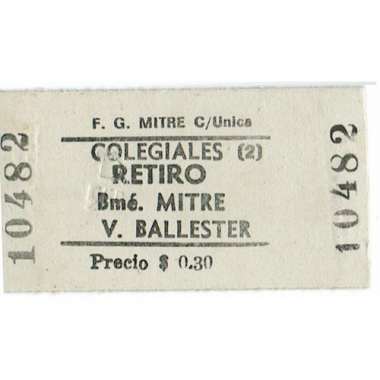 F. G. MITRE C/Unica
COLEGIALES (2)
RETIRO
Bmé. MITRE
V. BALLESTER
Precio $ 0.30
10482
10482